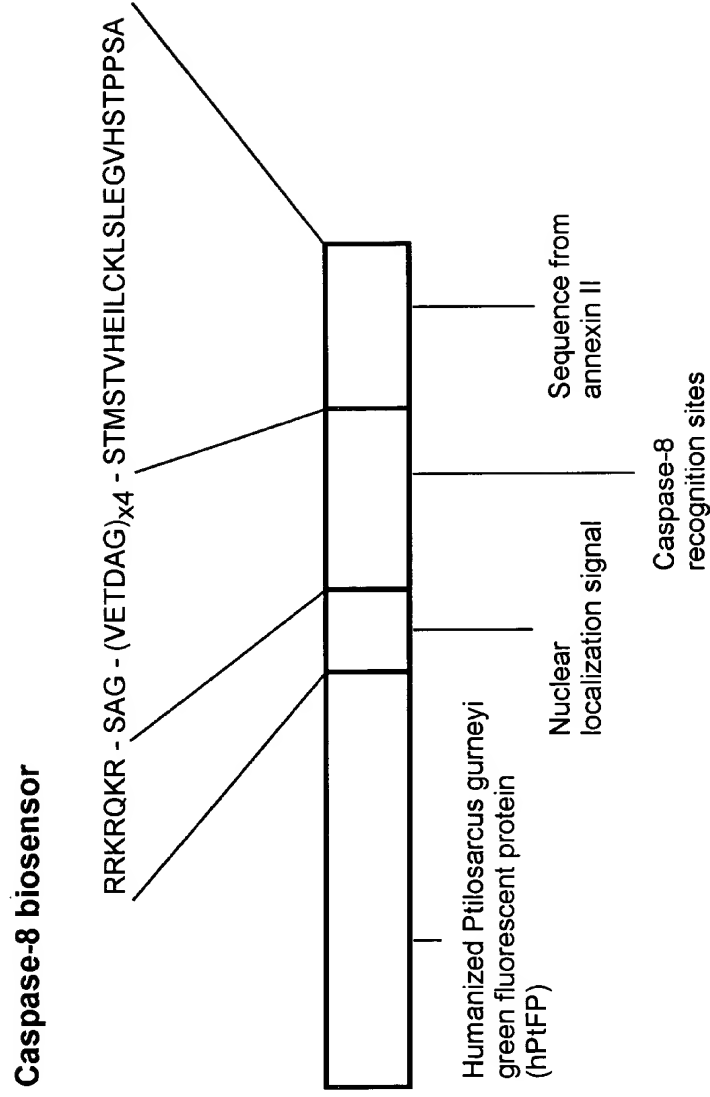 Caspase-8 biosensor
RRKRQKR - SAG - (VETDAG)x4 - STMSTVHEILCKLSLEGVHSTPPSA
Humanized Ptilosarcus gurneyi
green fluorescent protein
(hPtFP)
Nuclear
localization signal
Caspase-8
recognition sites
Sequence from
annexin II